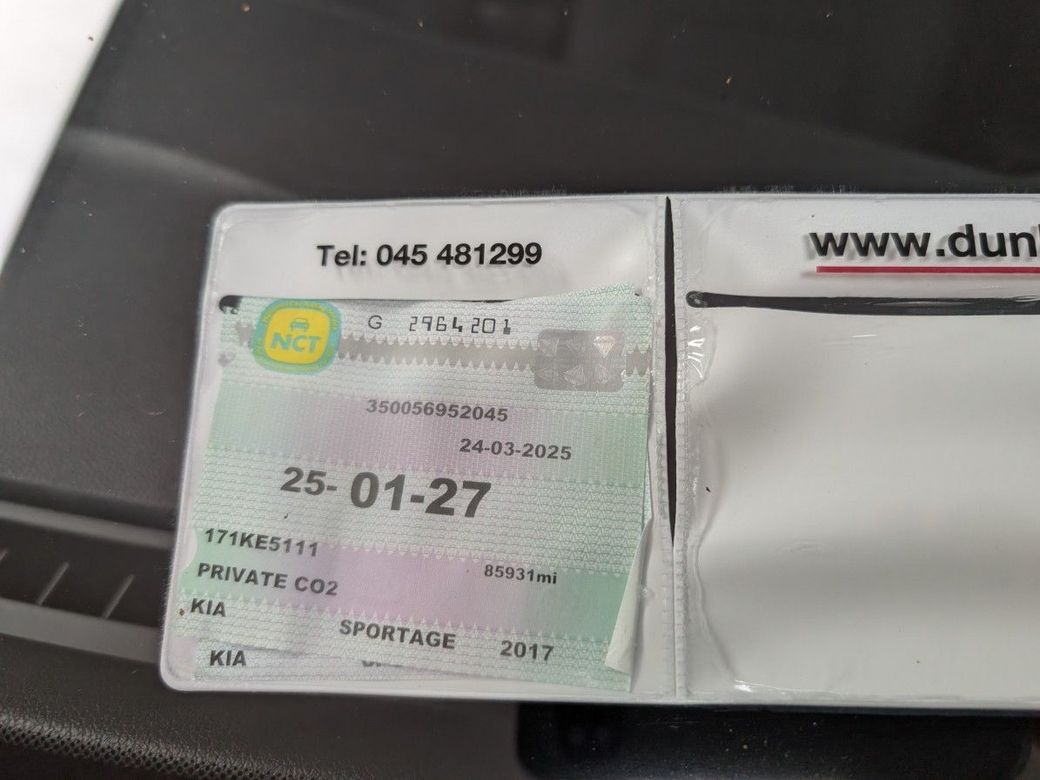 Tel: 045 481299
www.dun
NCT
G 2964201
350056952045
24-03-2025
25-01-27
171KE5111
85931mi
PRIVATE CO2
KIA
SPORTAGE 2017
KIA